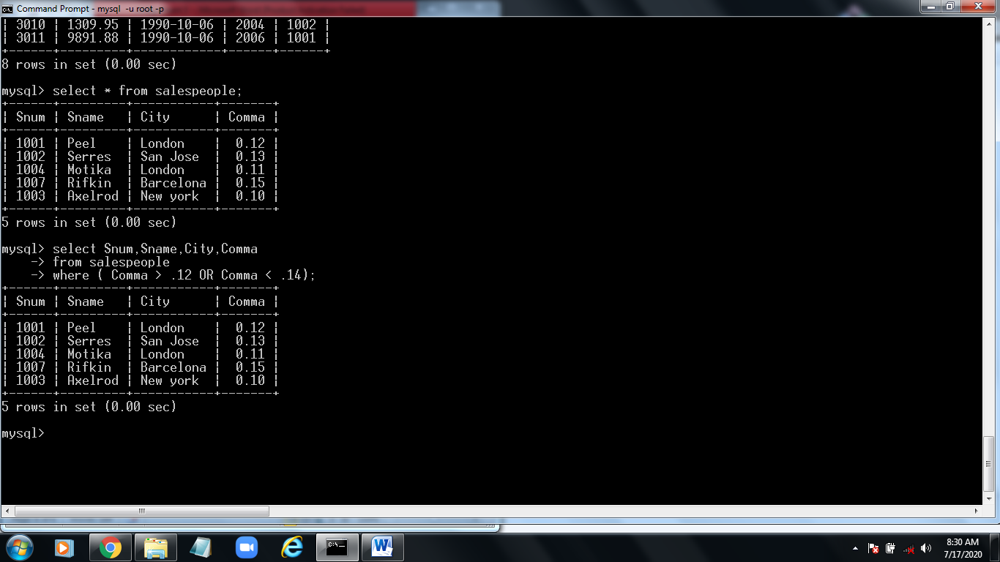 Command Prompt - mysql -u root -p
| 3010 | 1309.95 | 1990-10-06 | 2004 | 1002 |
| 3011 | 9891.88 | 1990-10-06 | 2006 | 1001 |
+------+---------+------------+------+------+
8 rows in set (0.00 sec)
mysql> select * from salespeople;
+------+---------+-----------+-------+
| Snum | Sname   | City      | Comma |
+------+---------+-----------+-------+
| 1001 | Peel    | London    |  0.12 |
| 1002 | Serres  | San Jose  |  0.13 |
| 1004 | Motika  | London    |  0.11 |
| 1007 | Rifkin  | Barcelona |  0.15 |
| 1003 | Axelrod | New york  |  0.10 |
+------+---------+-----------+-------+
5 rows in set (0.00 sec)
mysql> select Snum,Sname,City,Comma
    -> from salespeople
    -> where ( Comma > .12 OR Comma < .14);
+------+---------+-----------+-------+
| Snum | Sname   | City      | Comma |
+------+---------+-----------+-------+
| 1001 | Peel    | London    |  0.12 |
| 1002 | Serres  | San Jose  |  0.13 |
| 1004 | Motika  | London    |  0.11 |
| 1007 | Rifkin  | Barcelona |  0.15 |
| 1003 | Axelrod | New york  |  0.10 |
+------+---------+-----------+-------+
5 rows in set (0.00 sec)
mysql>
8:30 AM
7/17/2020